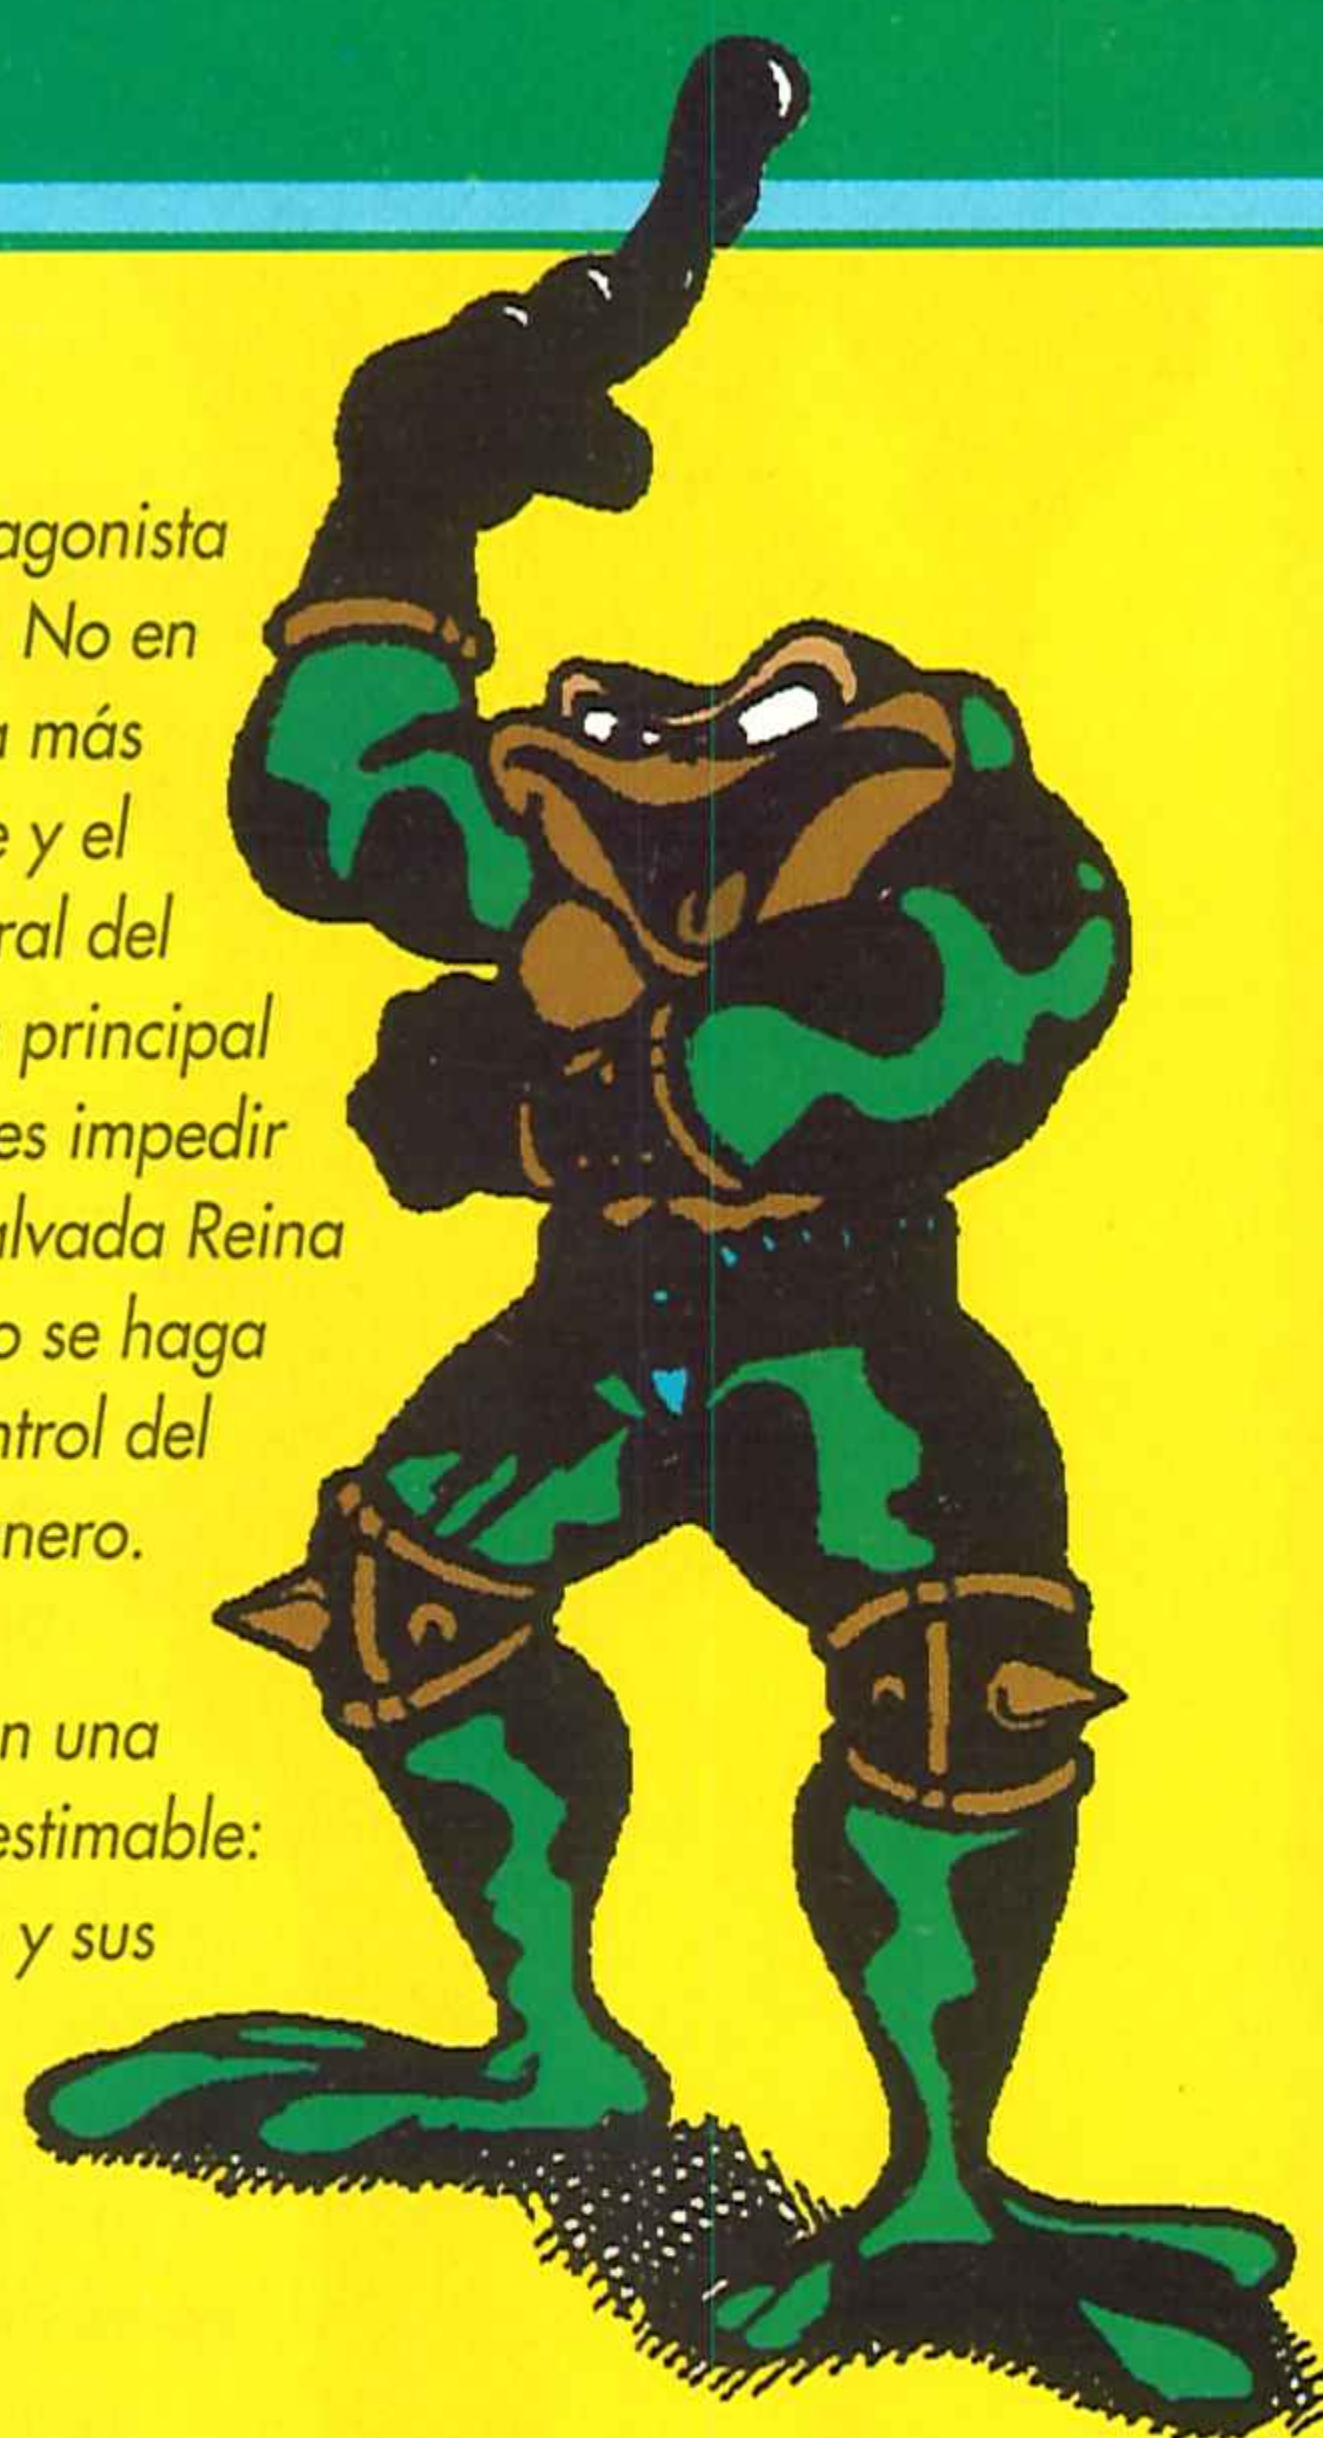 agonista
No en
a más
e y el
ral del
principal
es impedir
alvada Reina
o se haga
ntrol del
nero.
n una
estimable:
y sus